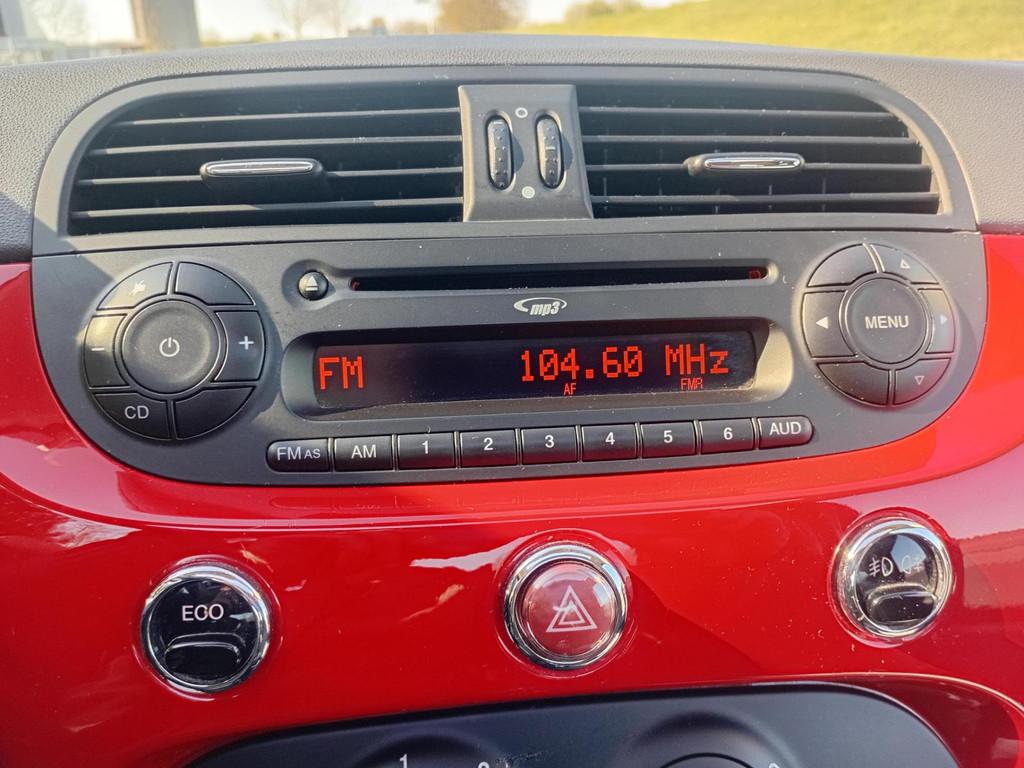 mp3
MENU
FM 104.60 MHz
AF FMR
CD
FM AS AM 1 2 3 4 5 6 AUD
ECO
1